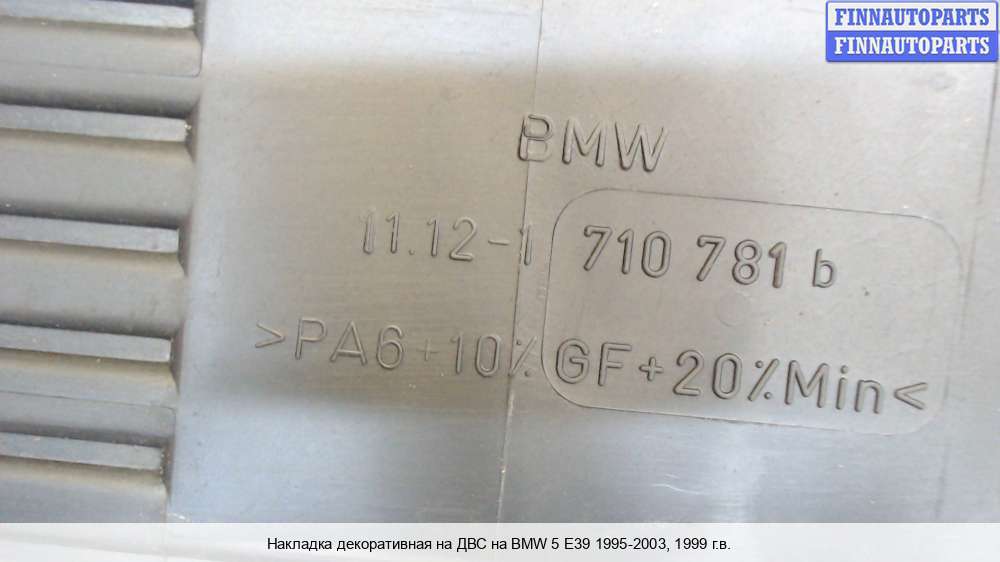 FINNAUTOPARTS
FINNAUTOPARTS
BMW
11.12-1 710 781 b
>PA6+10%GF+20%Min<
Накладка декоративная на ДВС на BMW 5 E39 1995-2003, 1999 г.в.